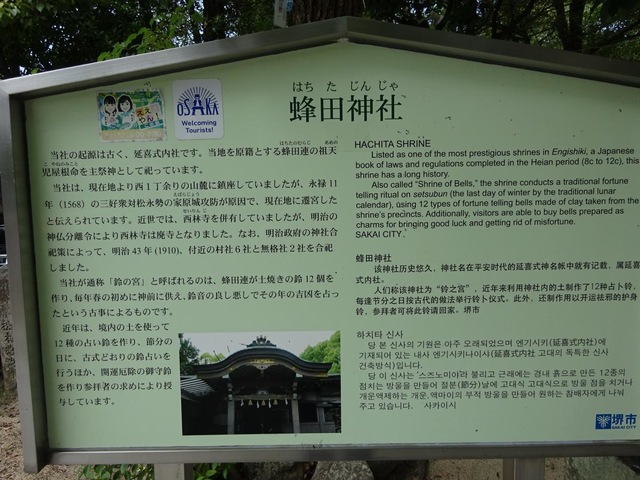 はち た じんじゃ
蜂田神社
OSAKA
Welcoming
Tourists!
当社の起源は古く、延喜式内社です。当地を原籍とする蜂田連の祖天
児屋根命を主祭神として祀っています。
当社は、現在地より西1丁余りの山麓に鎮座していましたが、永禄11
年(1568)の三好衆対松永勢の家原城攻防が原因で、現在地に遷宮した
と伝えられています。近世では、西林寺を併有していましたが、明治の
神仏分離令により西林寺は廃寺となりました。なお、明治政府の神社合
祀策によって、明治43年(1910)、付近の村社6社と無格社2社を合祀
しました。
当社が通称「鈴の宮」と呼ばれるのは、蜂田連が土焼きの鈴12個を
作り、毎年春の初めに神前に供え、鈴音の良し悪しでその年の吉凶を占っ
たという古事によるものです。
近年は、境内の土を使って
12種の占い鈴を作り、節分の
日に、古式どおりの鈴占いを
行うほか、開運厄除の御守鈴
を作り参拝者の求めにより授
与しています。
HACHITA SHRINE
Listed as one of the most prestigious shrines in Engishiki, a Japanese
book of laws and regulations completed in the Heian period (8c to 12c), this
shrine has a long history.
Also called "Shrine of Bells," the shrine conducts a traditional fortune
telling ritual on setsubun (the last day of winter by the traditional lunar
calendar), using 12 types of fortune telling bells made of clay taken from the
shrine's precincts. Additionally, visitors are able to buy bells prepared as
charms for bringing good luck and getting rid of misfortune.
SAKAI CITY.
蜂田神社
该神社历史悠久，神社名在平安时代的延喜式神名帐中就有记载，属延喜
式内社。
人们称该神社为“铃之宫”，近年来利用神社内的土制作了12种占卜铃，
每逢节分之日按古代的做法举行铃卜仪式。此外，还制作用以开运祛邪的护身
铃，参拜者可将此铃请回家。堺市
하치타 신사
당 본 신사의 기원은 아주 오래되었으며 엔기시키(延喜式内社)에
기재되어 있는 내사 엔기시키나이샤(延喜式内社 고대의 독특한 신사
건축방식)입니다.
당 이 신사는 '스즈노미야'라 불리고 근래에는 경내 흙으로 만든 12종의
점치는 방울을 만들어 절분(節分)날에 고대식 고대식으로 방울 점을 치거나
개운액제하는 개운,액마이의 부적 방울을 만들어 원하는 참배자에게 나눠
주고 있습니다. 사카이시
堺市
SAKAI CITY